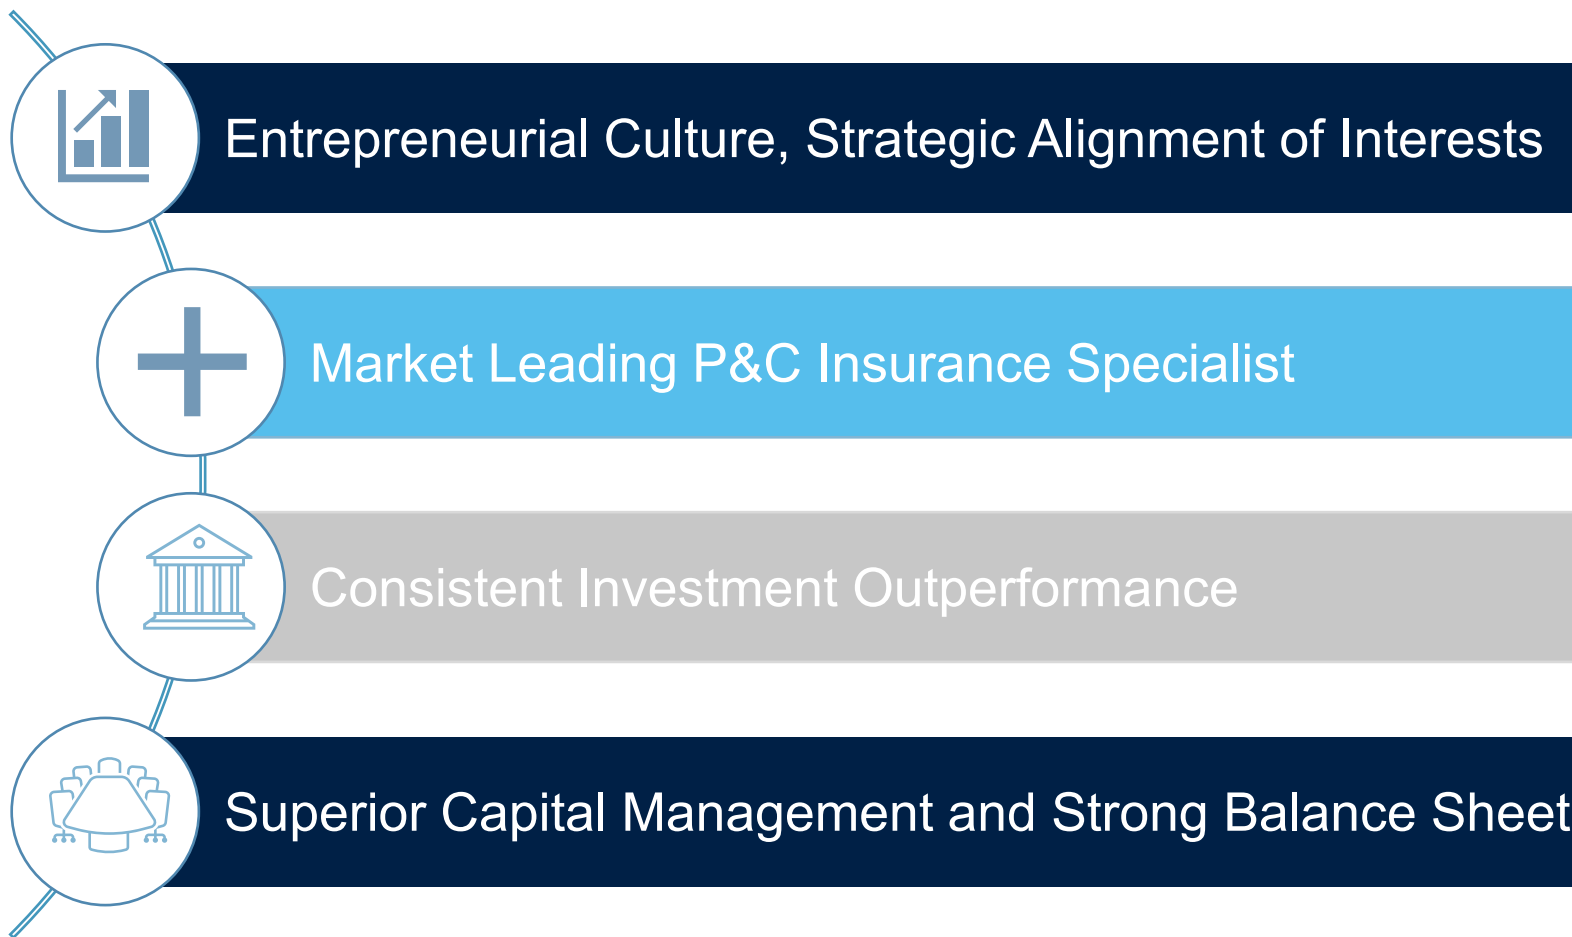 Entrepreneurial Culture, Strategic Alignment of Interests
Market Leading P&C Insurance Specialist
Consistent Investment Outperformance
Superior Capital Management and Strong Balance Sheet